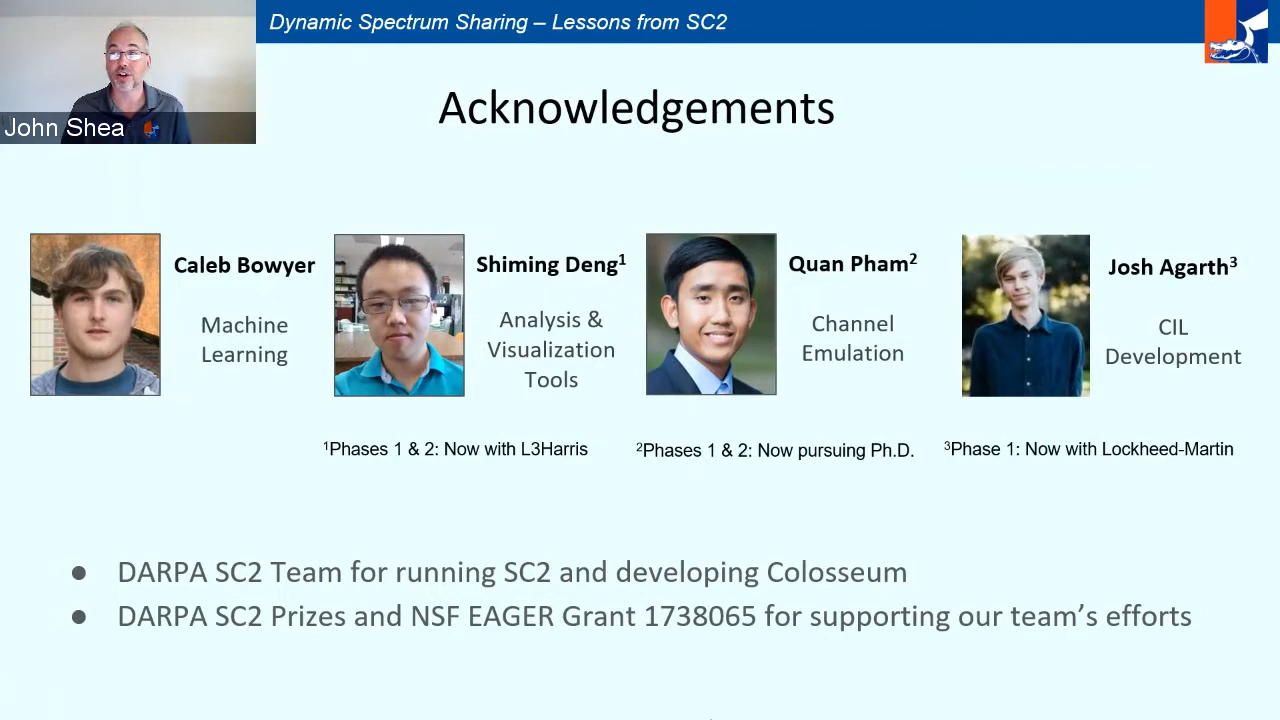 Dynamic Spectrum Sharing – Lessons from SC2
John Shea
Acknowledgements
Caleb Bowyer
Machine
Learning
Shiming Deng¹
Analysis &
Visualization
Tools
Quan Pham²
Channel
Emulation
Josh Agarth³
CIL
Development
¹Phases 1 & 2: Now with L3Harris
²Phases 1 & 2: Now pursuing Ph.D.
³Phase 1: Now with Lockheed-Martin
● DARPA SC2 Team for running SC2 and developing Colosseum
● DARPA SC2 Prizes and NSF EAGER Grant 1738065 for supporting our team’s efforts